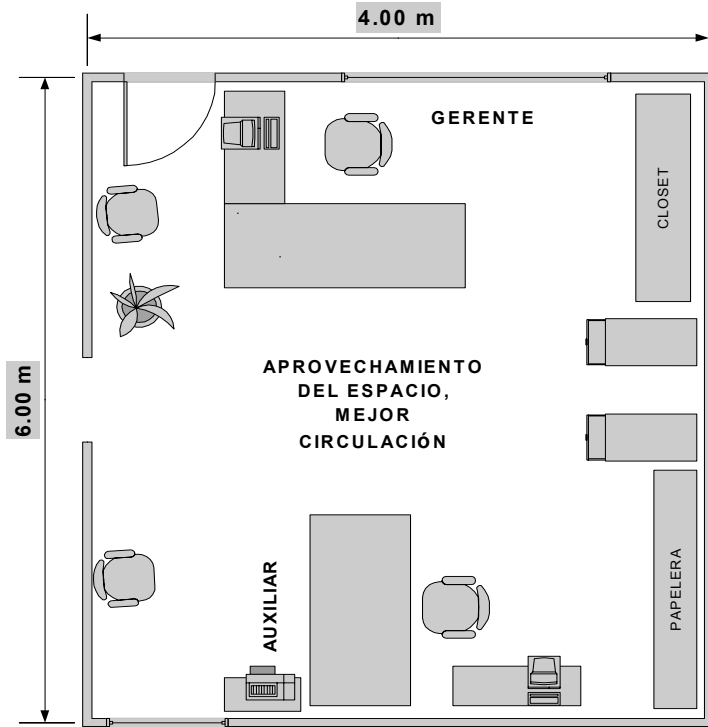 4.00 m
GERENTE
CLOSET
6.00 m
APROVECHAMIENTO
DEL ESPACIO,
MEJOR
CIRCULACIÓN
AUXILIAR
PAPELERA